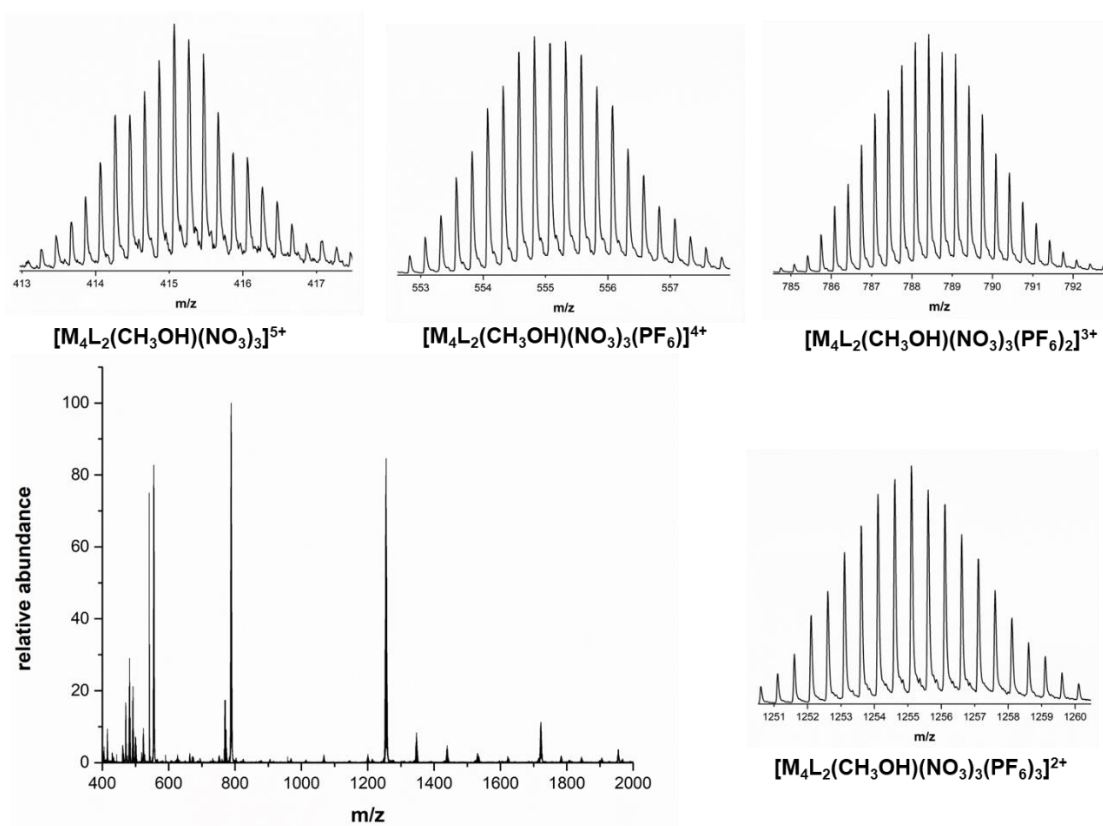 413 414 415 416 417
m/z
[M₄L₂(CH₃OH)(NO₃)₃]⁵⁺
553 554 555 556 557
m/z
[M₄L₂(CH₃OH)(NO₃)₃(PF₆)]⁴⁺
785 786 787 788 789 790 791 792
m/z
[M₄L₂(CH₃OH)(NO₃)₃(PF₆)₂]³⁺
relative abundance
100
80
60
40
20
0
400 600 800 1000 1200 1400 1600 1800 2000
m/z
1251 1252 1253 1254 1255 1256 1257 1258 1259 1260
m/z
[M₄L₂(CH₃OH)(NO₃)₃(PF₆)₃]²⁺